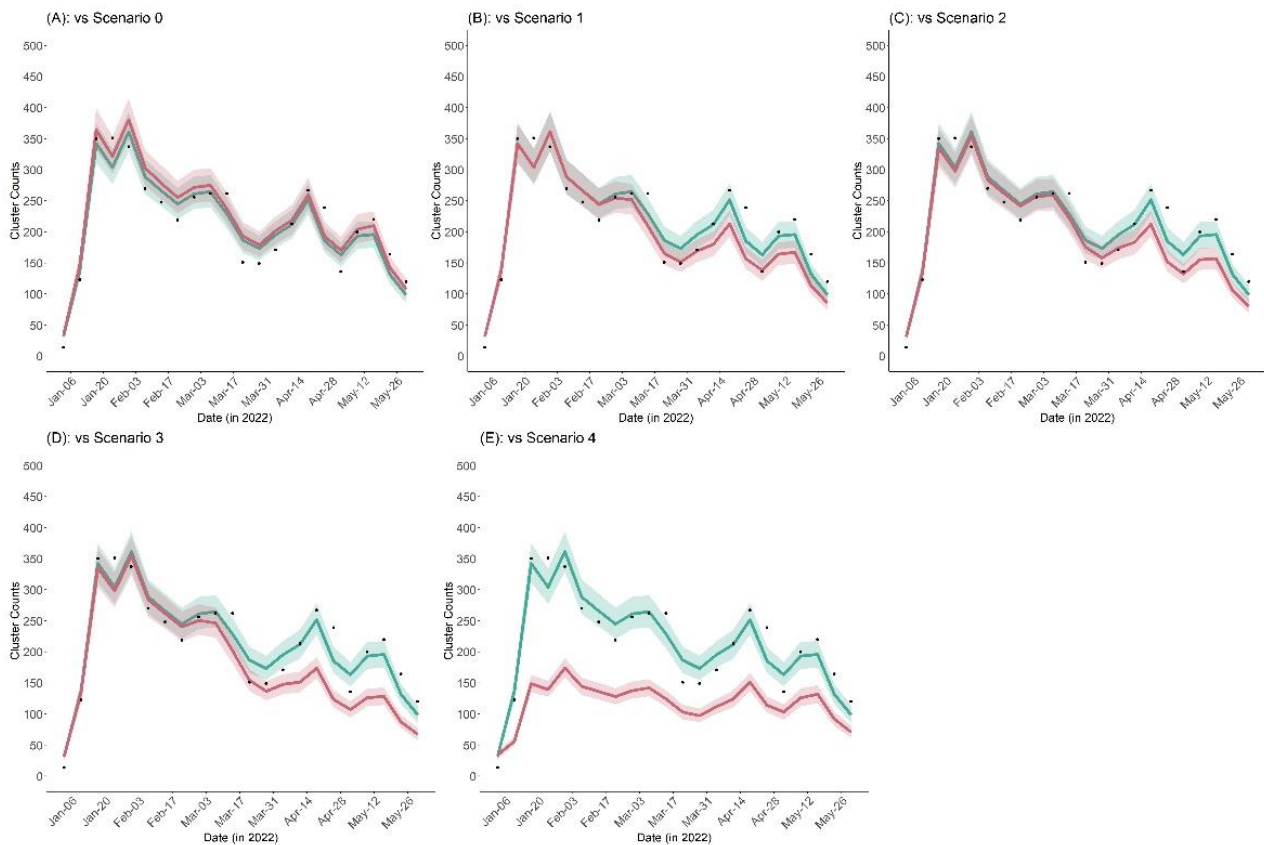 (A): vs Scenario 0
(B): vs Scenario 1
(C): vs Scenario 2
500
450
400
350
300
250
200
150
100
50
0
Cluster Counts
Jan-06
Jan-20
Feb-03
Feb-17
Mar-03
Mar-17
Mar-31
Apr-14
Apr-28
May-12
May-26
Date (in 2022)
500
450
400
350
300
250
200
150
100
50
0
Cluster Counts
Jan-06
Jan-20
Feb-03
Feb-17
Mar-03
Mar-17
Mar-31
Apr-14
Apr-28
May-12
May-26
Date (in 2022)
500
450
400
350
300
250
200
150
100
50
0
Cluster Counts
Jan-06
Jan-20
Feb-03
Feb-17
Mar-03
Mar-17
Mar-31
Apr-14
Apr-28
May-12
May-26
Date (in 2022)
(D): vs Scenario 3
(E): vs Scenario 4
500
450
400
350
300
250
200
150
100
50
0
Cluster Counts
Jan-06
Jan-20
Feb-03
Feb-17
Mar-03
Mar-17
Mar-31
Apr-14
Apr-28
May-12
May-26
Date (in 2022)
500
450
400
350
300
250
200
150
100
50
0
Cluster Counts
Jan-06
Jan-20
Feb-03
Feb-17
Mar-03
Mar-17
Mar-31
Apr-14
Apr-28
May-12
May-26
Date (in 2022)